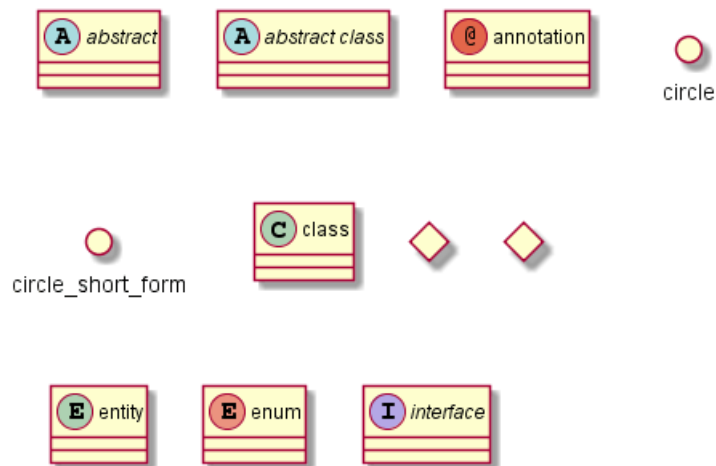 A abstract
A abstract class
@ annotation
circle
circle_short_form
C class
E entity
E enum
I interface